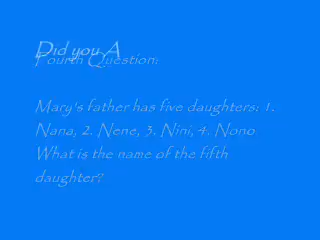 Did you A
Fourth Question:
Mary's father has five daughters: 1.
Nana, 2. Nene, 3. Nini, 4. Nono
What is the name of the fifth
daughter?